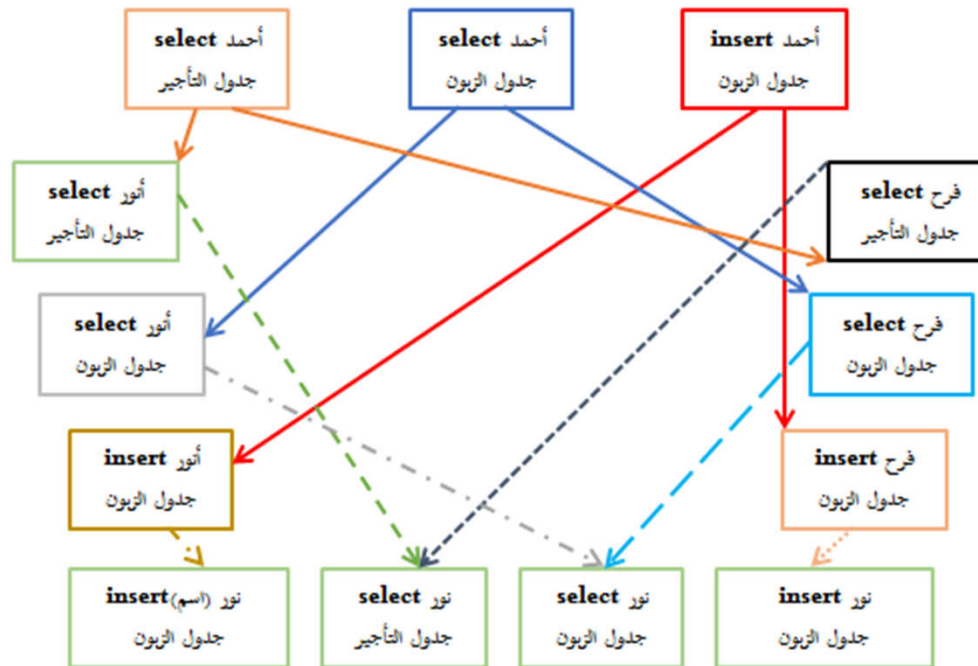 أحمد select
جدول التأجير
أحمد select
جدول الزبون
أحمد insert
جدول الزبون
أنور select
جدول التأجير
فرح select
جدول التأجير
أنور select
جدول الزبون
فرح select
جدول الزبون
أنور insert
جدول الزبون
فرح insert
جدول الزبون
نور insert(اسم)
جدول الزبون
نور select
جدول التأجير
نور select
جدول الزبون
نور insert
جدول الزبون